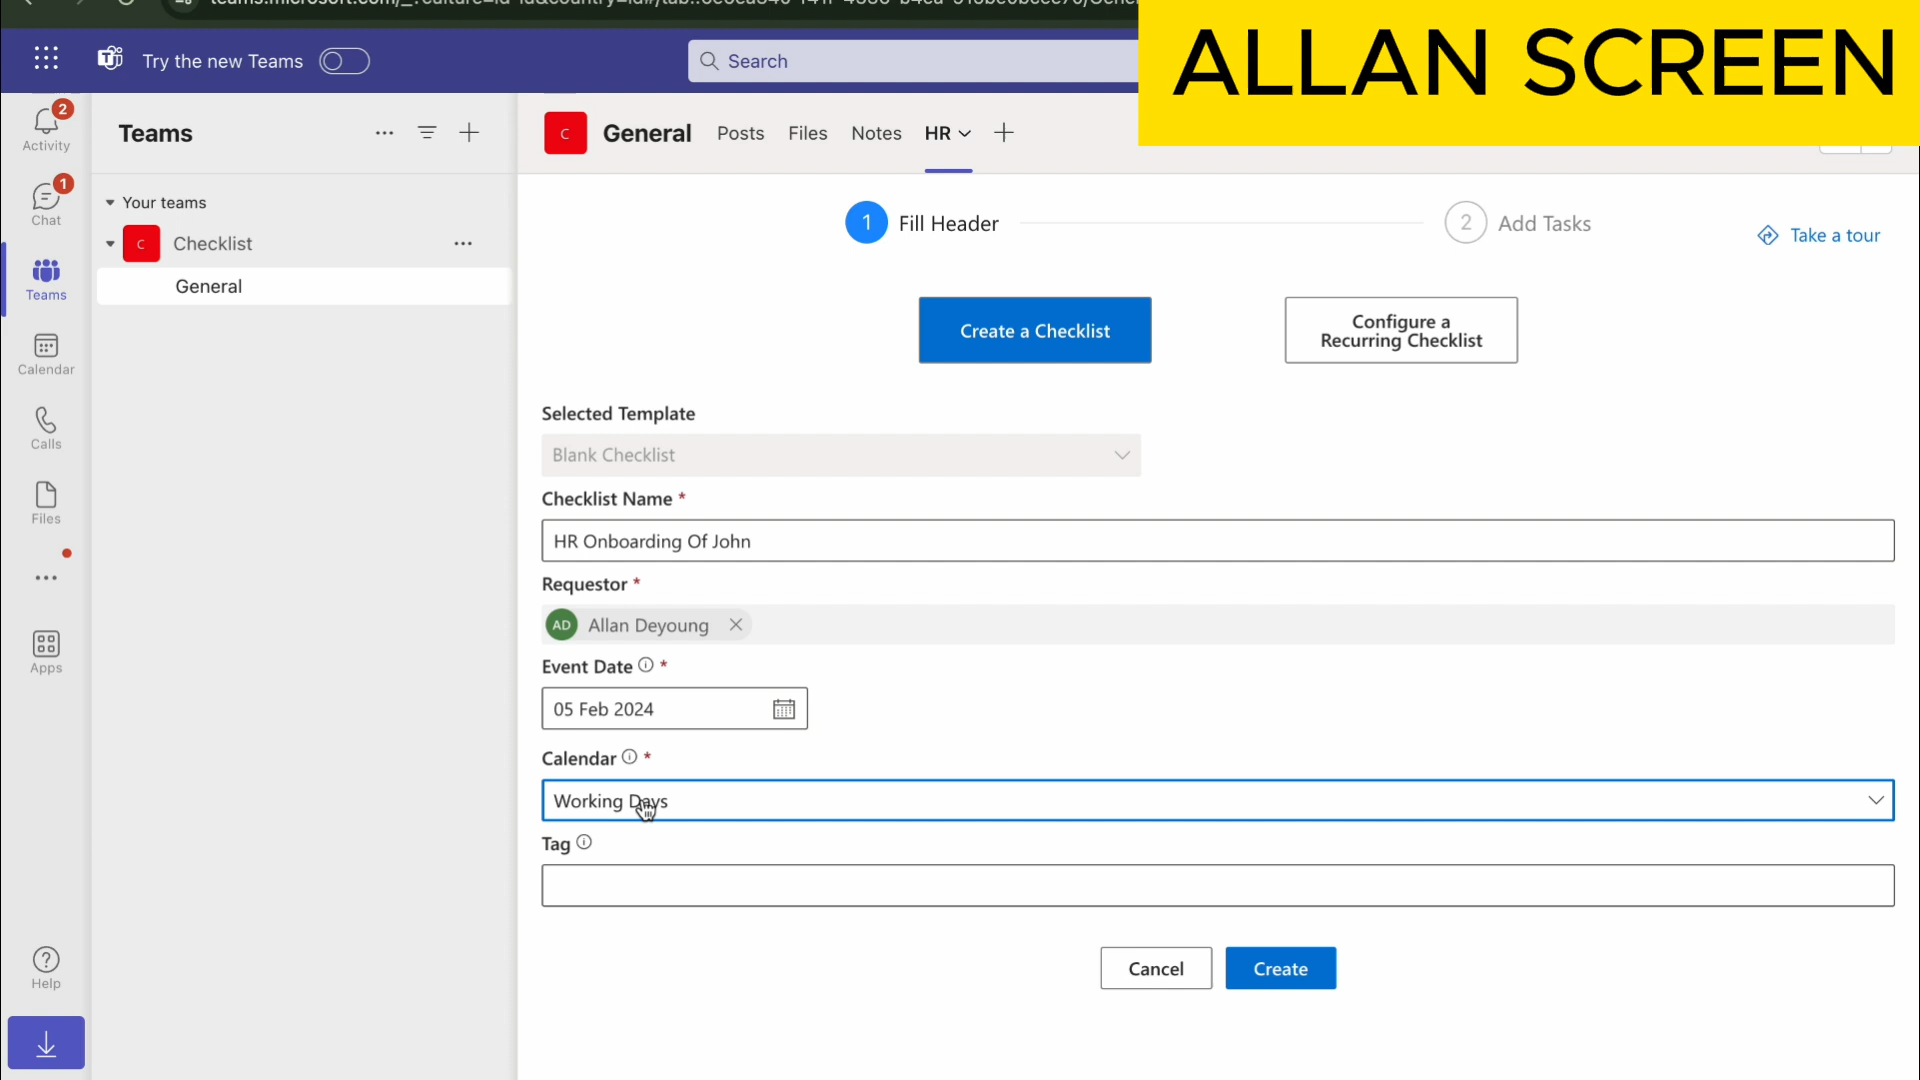 ALLAN SCREEN
Try the new Teams
Search
2
Activity
1
Chat
Teams
Calendar
Calls
Files
Apps
Help
Teams
Your teams
C
Checklist
General
C
General
Posts
Files
Notes
HR
1
Fill Header
2
Add Tasks
Take a tour
Create a Checklist
Configure a
Recurring Checklist
Selected Template
Blank Checklist
Checklist Name *
HR Onboarding Of John
Requestor *
AD
Allan Deyoung
Event Date *
05 Feb 2024
Calendar *
Working Days
Tag
Cancel
Create